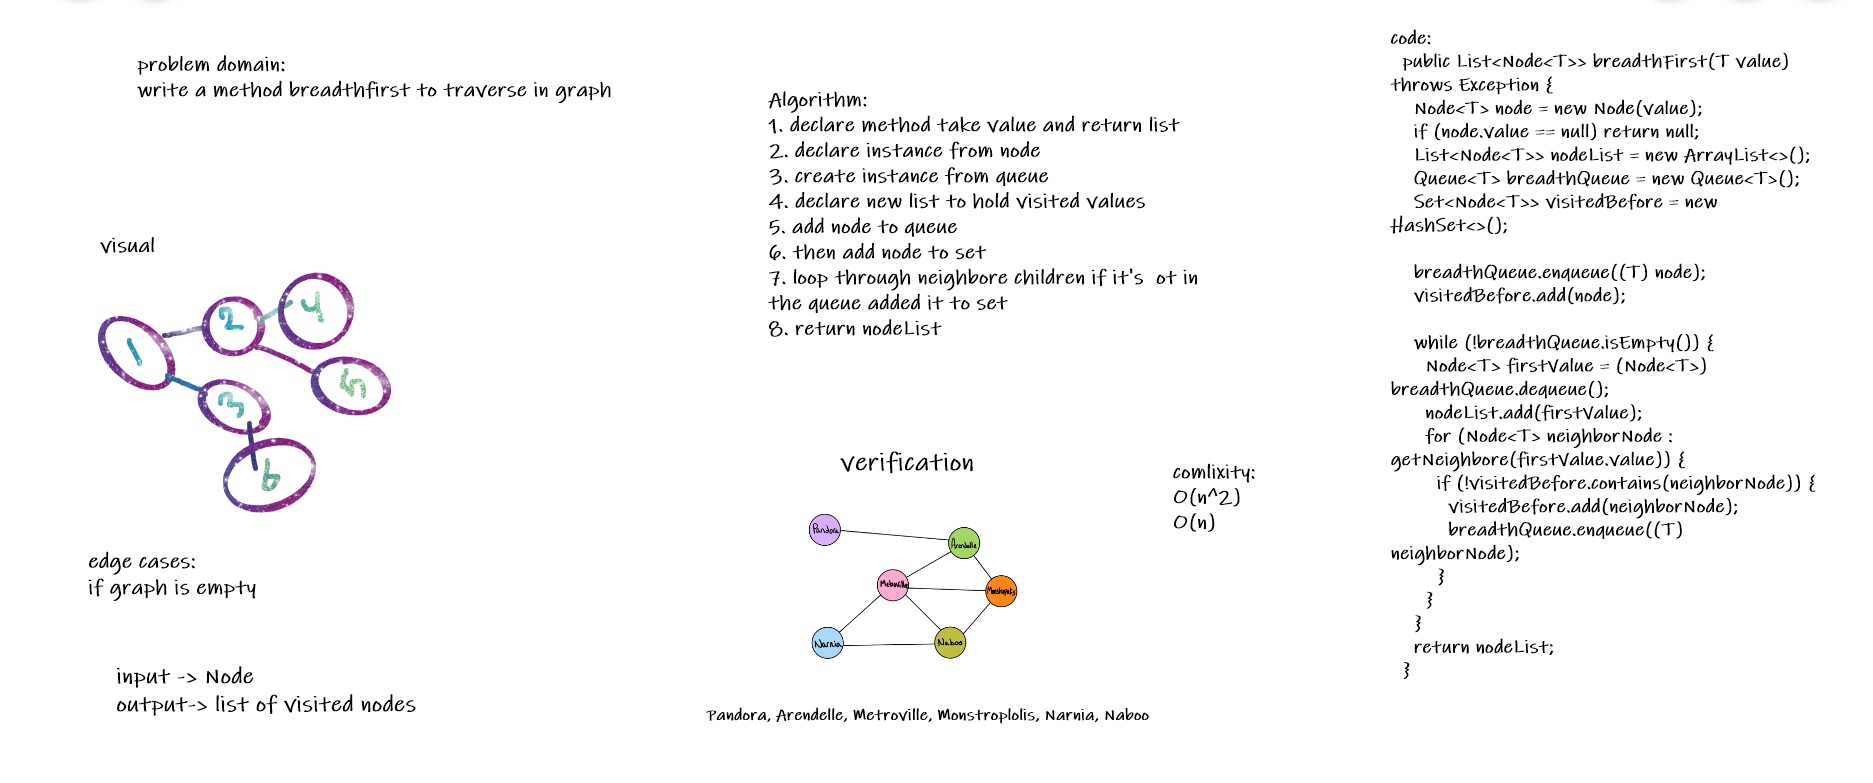 problem domain:
write a method breadthfirst to traverse in graph
visual
1
2
4
3
5
6
edge cases:
if graph is empty
input -> Node
output-> list of visited nodes
Algorithm:
1. declare method take value and return list
2. declare instance from node
3. create instance from queue
4. declare new list to hold visited values
5. add node to queue
6. then add node to set
7. loop through neighbore children if it's  ot in
the queue added it to set
8. return nodeList
verification
Pandora
Arendelle
Metroville
Monstropolis
Narnia
Naboo
Pandora, Arendelle, Metroville, Monstroplolis, Narnia, Naboo
comlixity:
O(n^2)
O(n)
code:
public List<Node<T>> breadthFirst(T value)
throws Exception {
Node<T> node = new Node(value);
if (node.value == null) return null;
List<Node<T>> nodeList = new ArrayList<>();
Queue<T> breadthQueue = new Queue<T>();
Set<Node<T>> visitedBefore = new
HashSet<>();
breadthQueue.enqueue((T) node);
visitedBefore.add(node);
while (!breadthQueue.isEmpty()) {
Node<T> firstValue = (Node<T>)
breadthQueue.dequeue();
nodeList.add(firstValue);
for (Node<T> neighborNode :
getNeighbore(firstValue.value)) {
if (!visitedBefore.contains(neighborNode)) {
visitedBefore.add(neighborNode);
breadthQueue.enqueue((T)
neighborNode);
}
}
}
return nodeList;
}